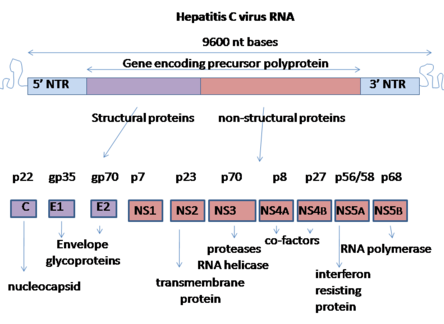 Hepatitis C virus RNA
9600 nt bases
Gene encoding precursor polyprotein
5' NTR 3' NTR
Structural proteins non-structural proteins
p22 gp35 gp70 p7 p23 p70 p8 p27 p56/58 p68
C E1 E2 NS1 NS2 NS3 NS4A NS4B NS5A NS5B
Envelope
glycoproteins
nucleocapsid
transmembrane
protein
proteases
RNA helicase
co-factors
interferon
resisting
protein
RNA polymerase